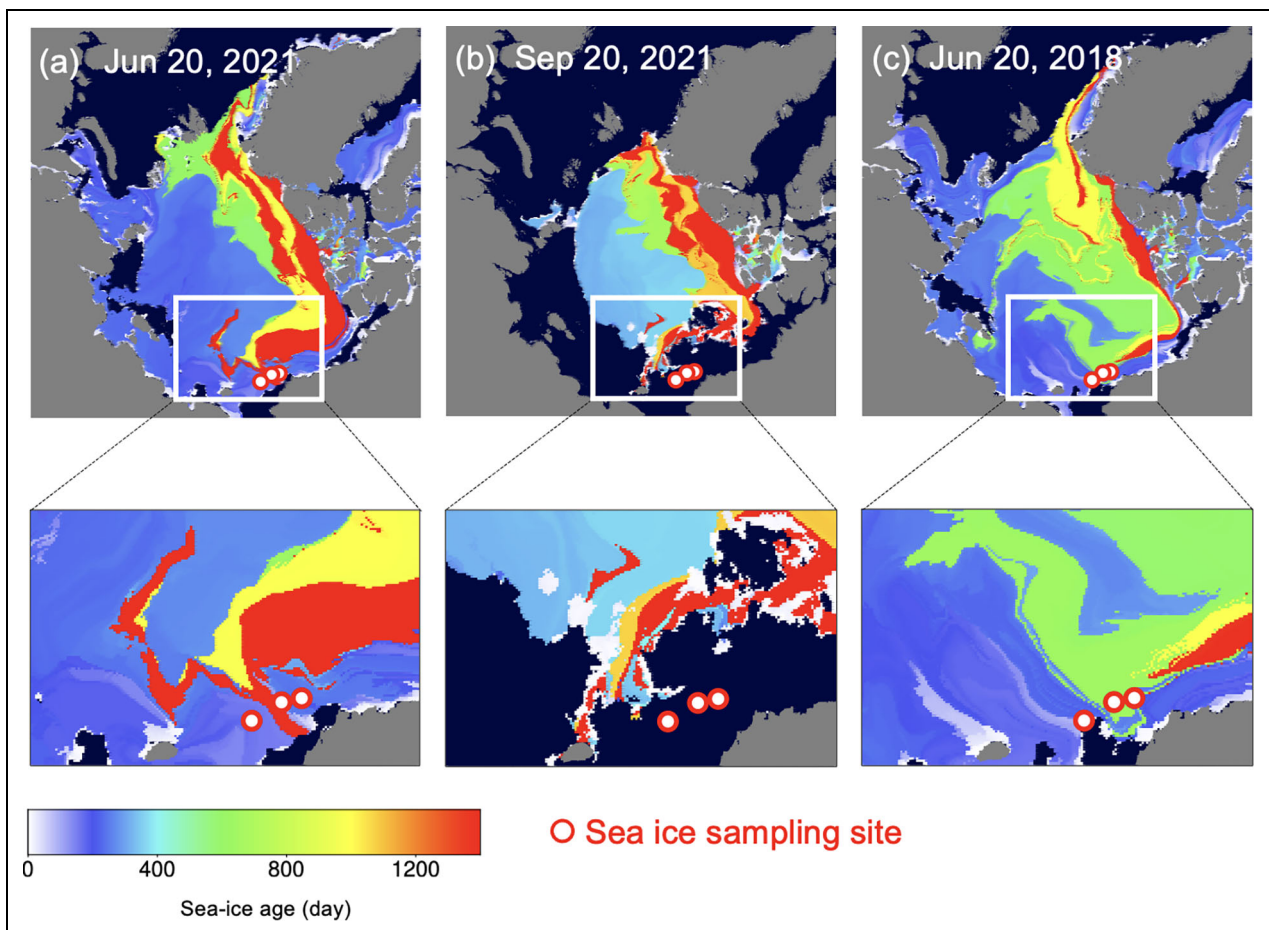 (a) Jun 20, 2021
(b) Sep 20, 2021
(c) Jun 20, 2018
0 400 800 1200
Sea-ice age (day)
Sea ice sampling site